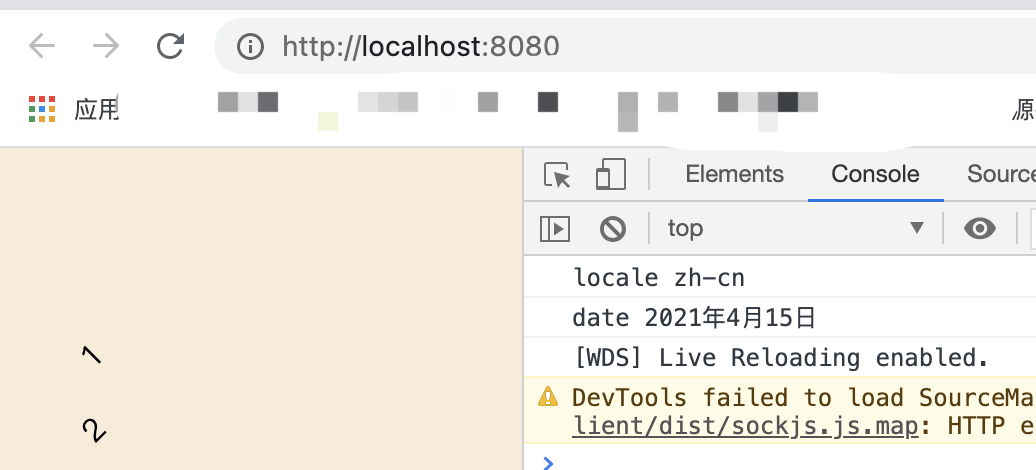 http://localhost:8080
应用
原
Elements Console Source
top
locale zh-cn
date 2021年4月15日
[WDS] Live Reloading enabled.
DevTools failed to load SourceMa
lient/dist/sockjs.js.map: HTTP e
1
2